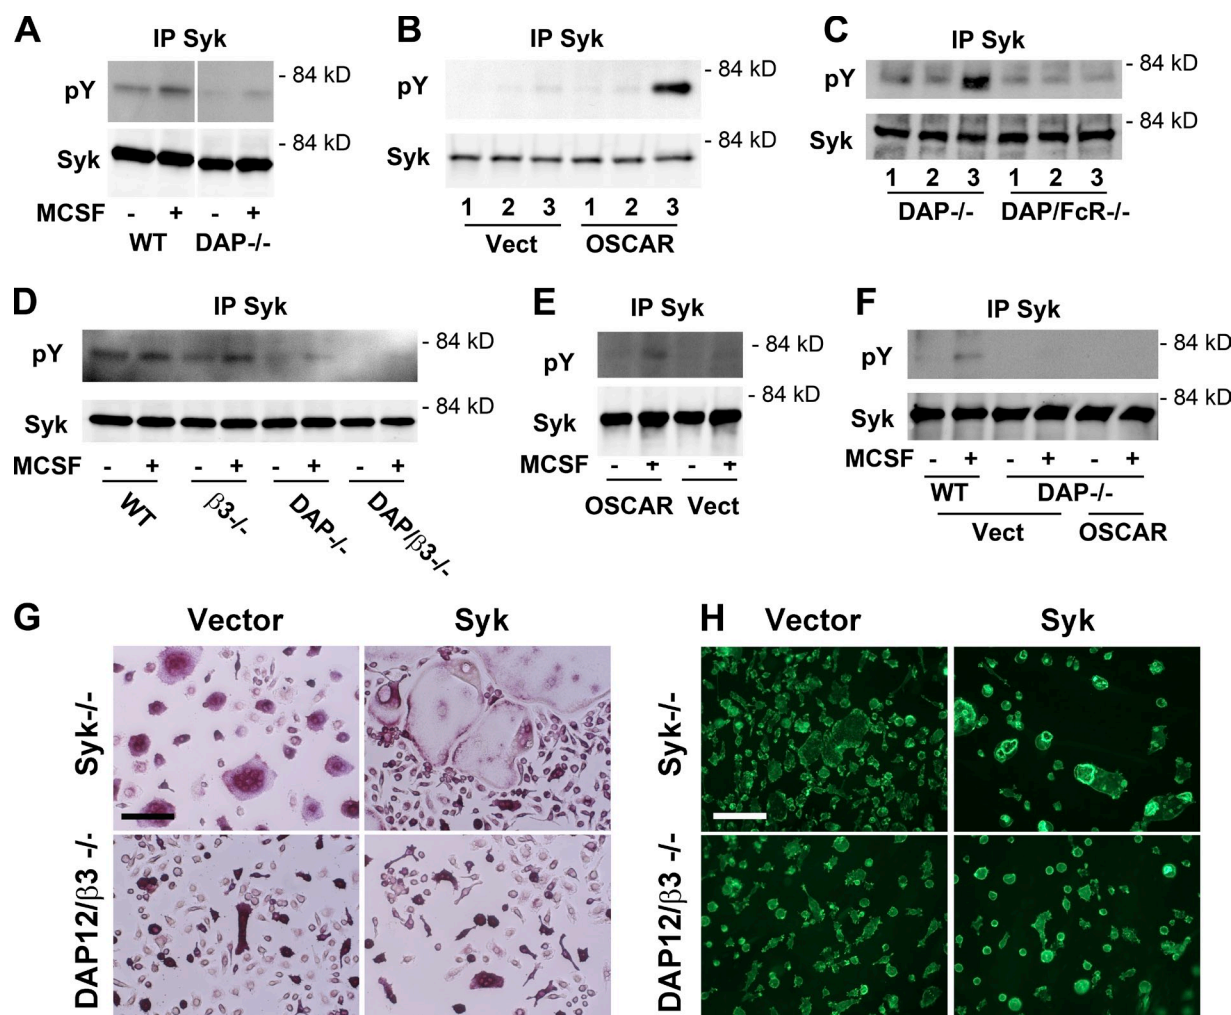 A
IP Syk
pY
- 84 kD
Syk
- 84 kD
MCSF - + - +
WT DAP-/-
B
IP Syk
pY
- 84 kD
Syk
- 84 kD
1 2 3 1 2 3
Vect OSCAR
C
IP Syk
pY
- 84 kD
Syk
- 84 kD
1 2 3 1 2 3
DAP-/- DAP/FcR-/-
D
IP Syk
pY
- 84 kD
Syk
- 84 kD
MCSF - + - + - + - +
WT β3-/- DAP-/- DAP/β3-/-
E
IP Syk
pY
- 84 kD
Syk
- 84 kD
MCSF - + - +
OSCAR Vect
F
IP Syk
pY
- 84 kD
Syk
- 84 kD
MCSF - + - + - +
WT DAP-/-
Vect OSCAR
G
Vector Syk
Syk-/-
DAP12/β3 -/-
H
Vector Syk
Syk-/-
DAP12/β3 -/-